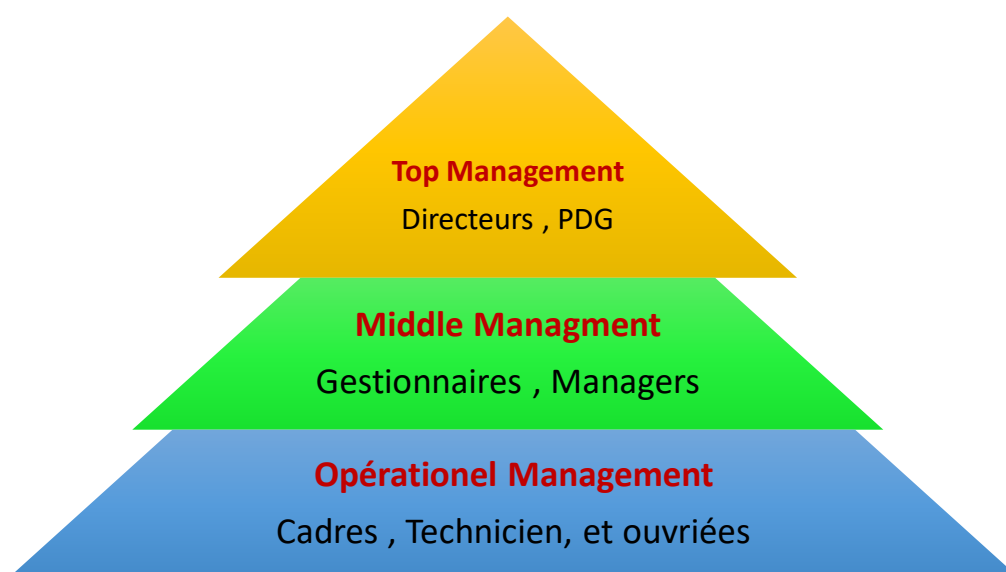 Top Management
Directeurs , PDG
Middle Managment
Gestionnaires , Managers
Opérationel Management
Cadres , Technicien, et ouvriées